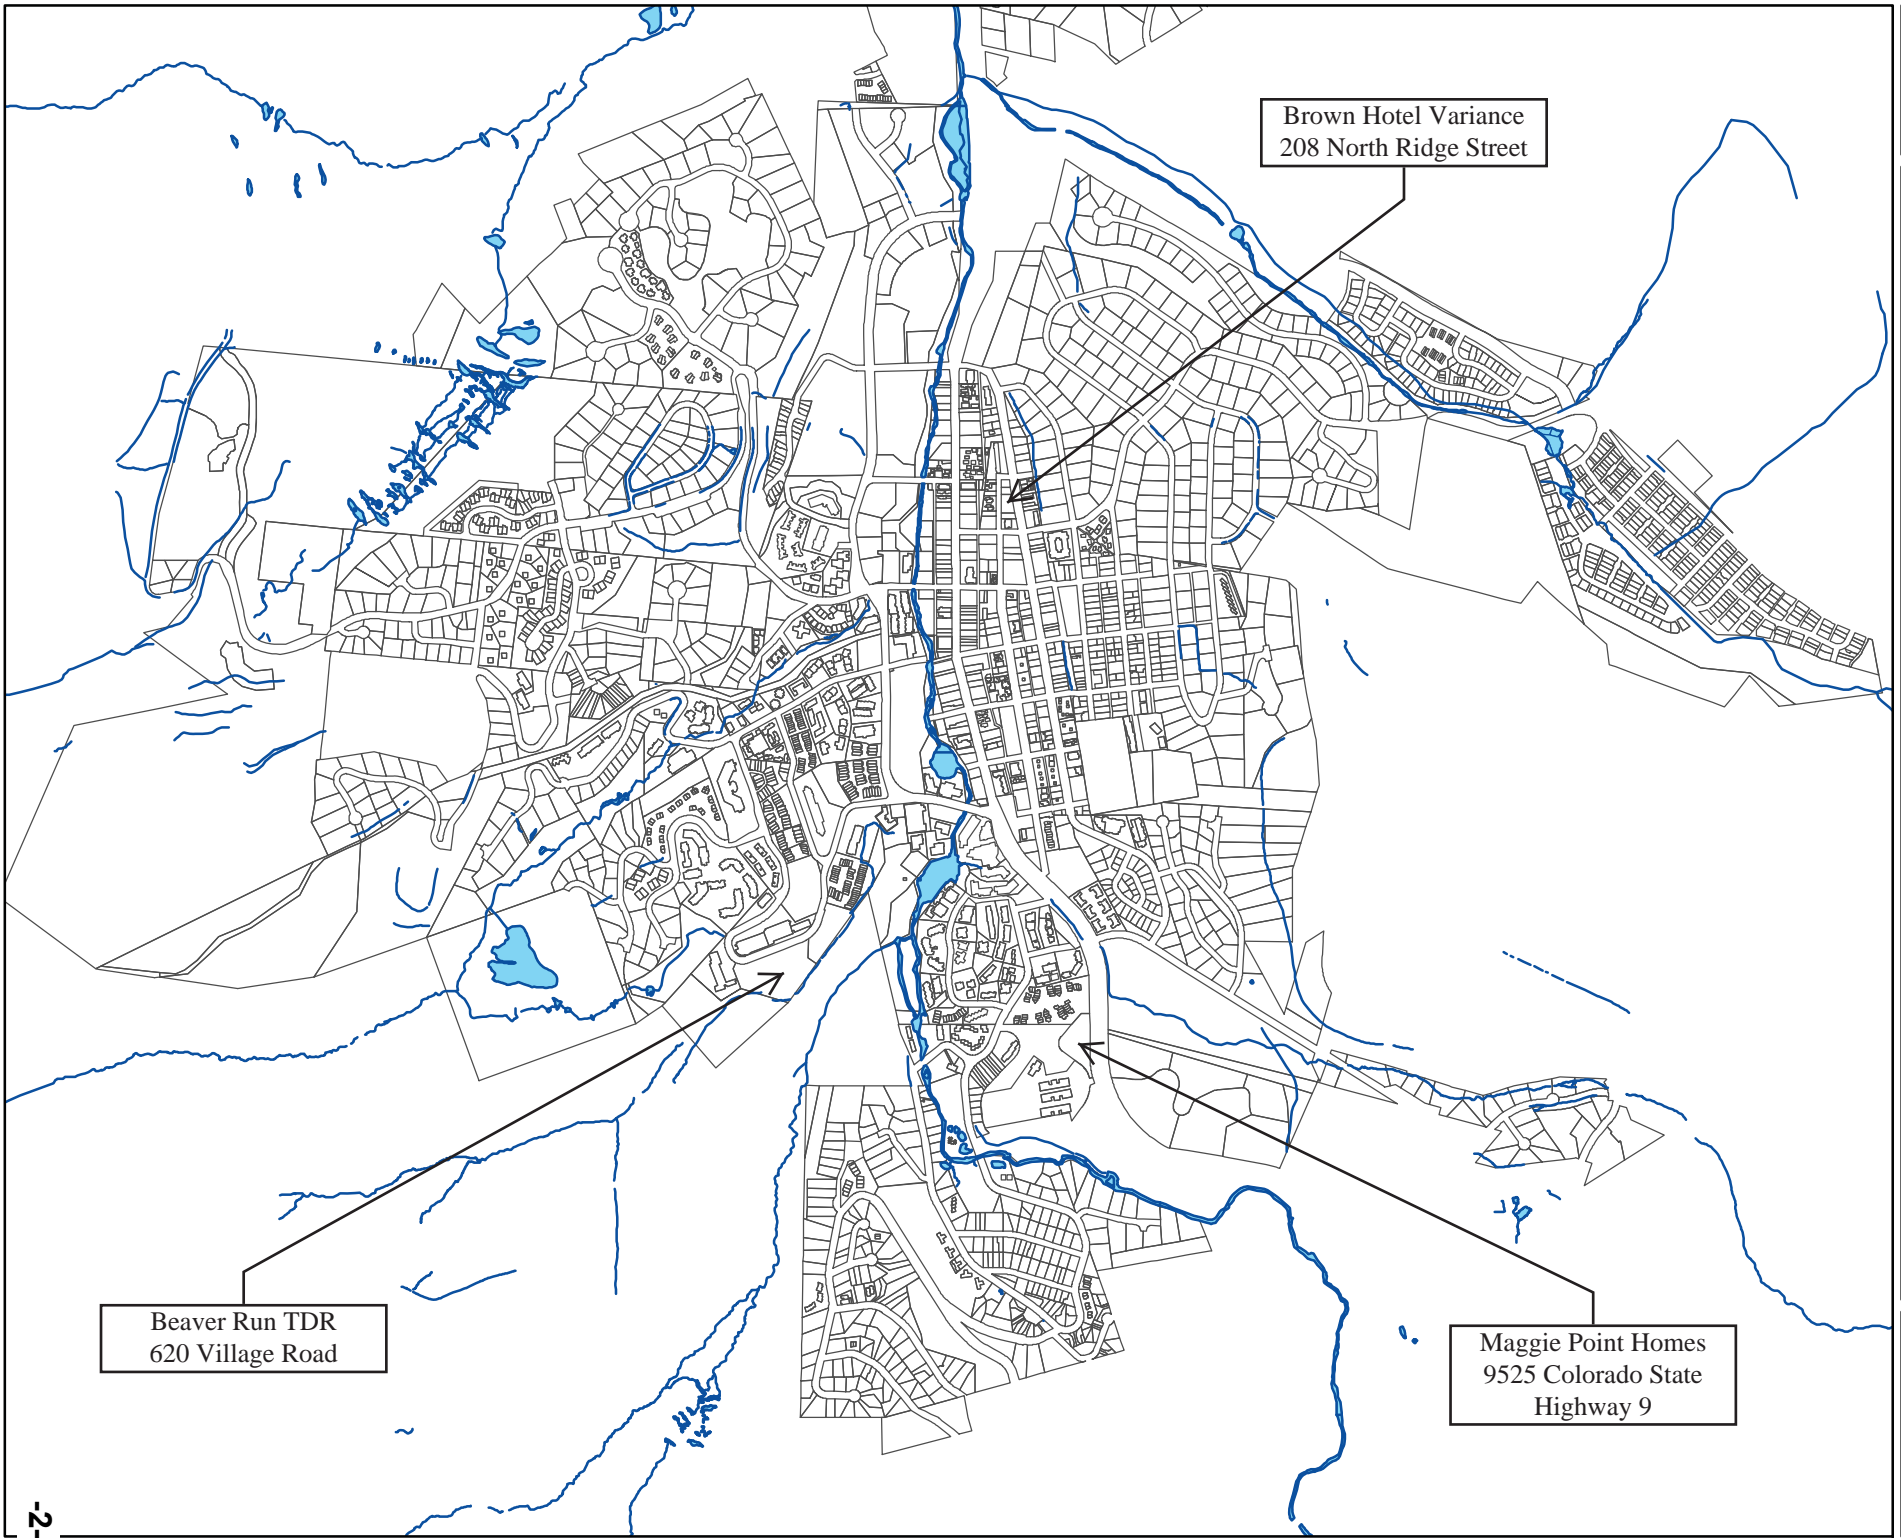 Brown Hotel Variance
208 North Ridge Street
Beaver Run TDR
620 Village Road
Maggie Point Homes
9525 Colorado State
Highway 9
-2-